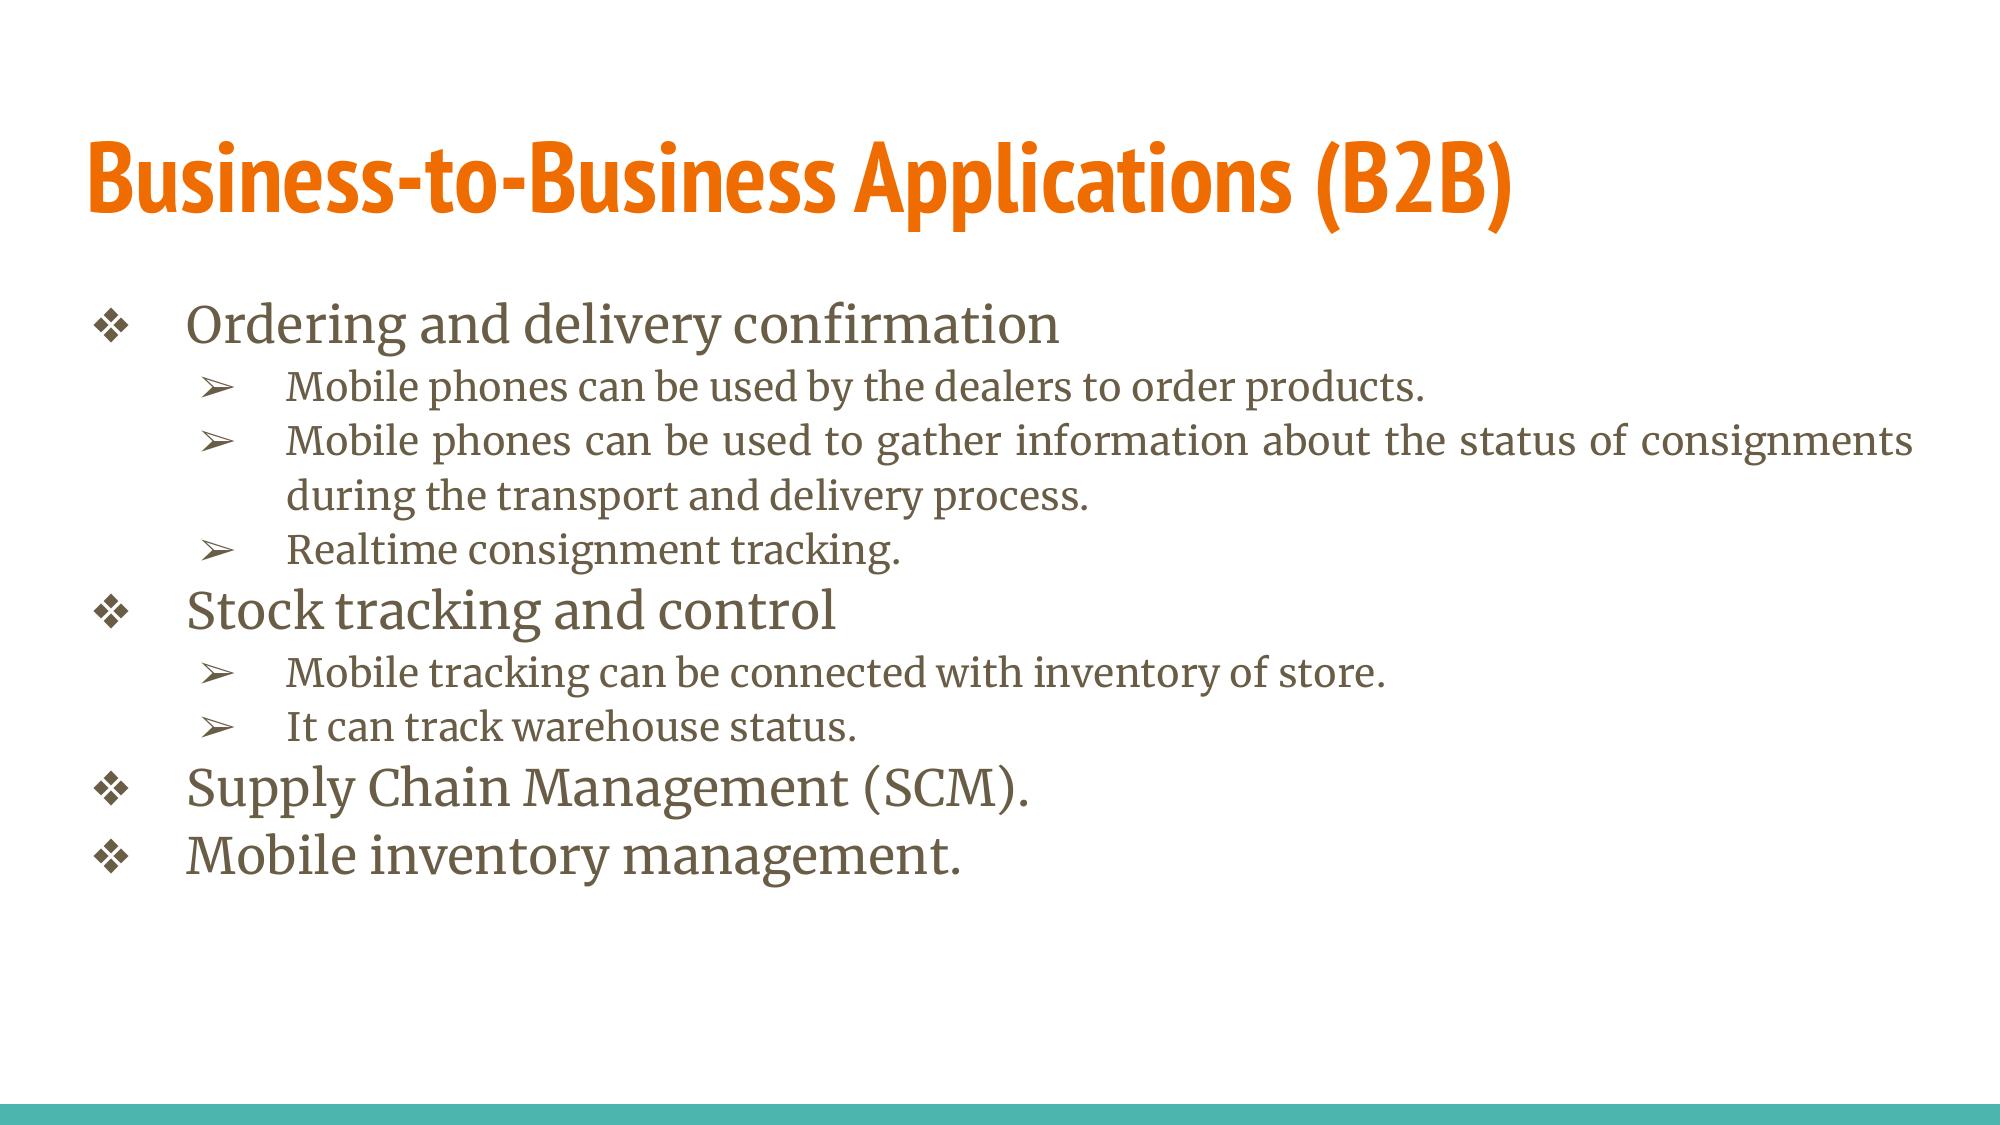 Business-to-Business Applications (B2B)
❖ Ordering and delivery confirmation
➢ Mobile phones can be used by the dealers to order products.
➢ Mobile phones can be used to gather information about the status of consignments
during the transport and delivery process.
➢ Realtime consignment tracking.
❖ Stock tracking and control
➢ Mobile tracking can be connected with inventory of store.
➢ It can track warehouse status.
❖ Supply Chain Management (SCM).
❖ Mobile inventory management.